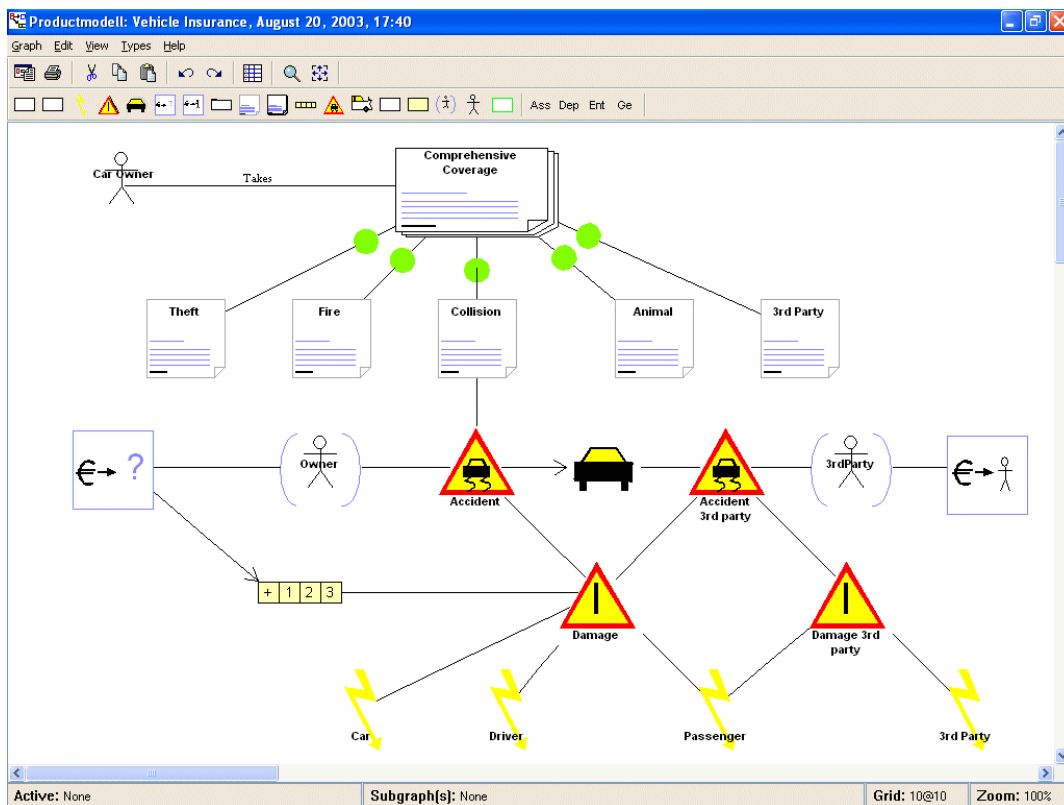 Productmodell: Vehicle Insurance, August 20, 2003, 17:40
Graph Edit View Types Help
Ass Dep Ent Ge
Comprehensive
Coverage
Car Owner
Takes
Theft
Fire
Collision
Animal
3rd Party
€ ?
Owner
Accident
Accident
3rd party
3rdParty
€
+ 1 2 3
Damage
Damage 3rd
party
Car
Driver
Passenger
3rd Party
Active: None
Subgraph(s): None
Grid: 10@10
Zoom: 100%